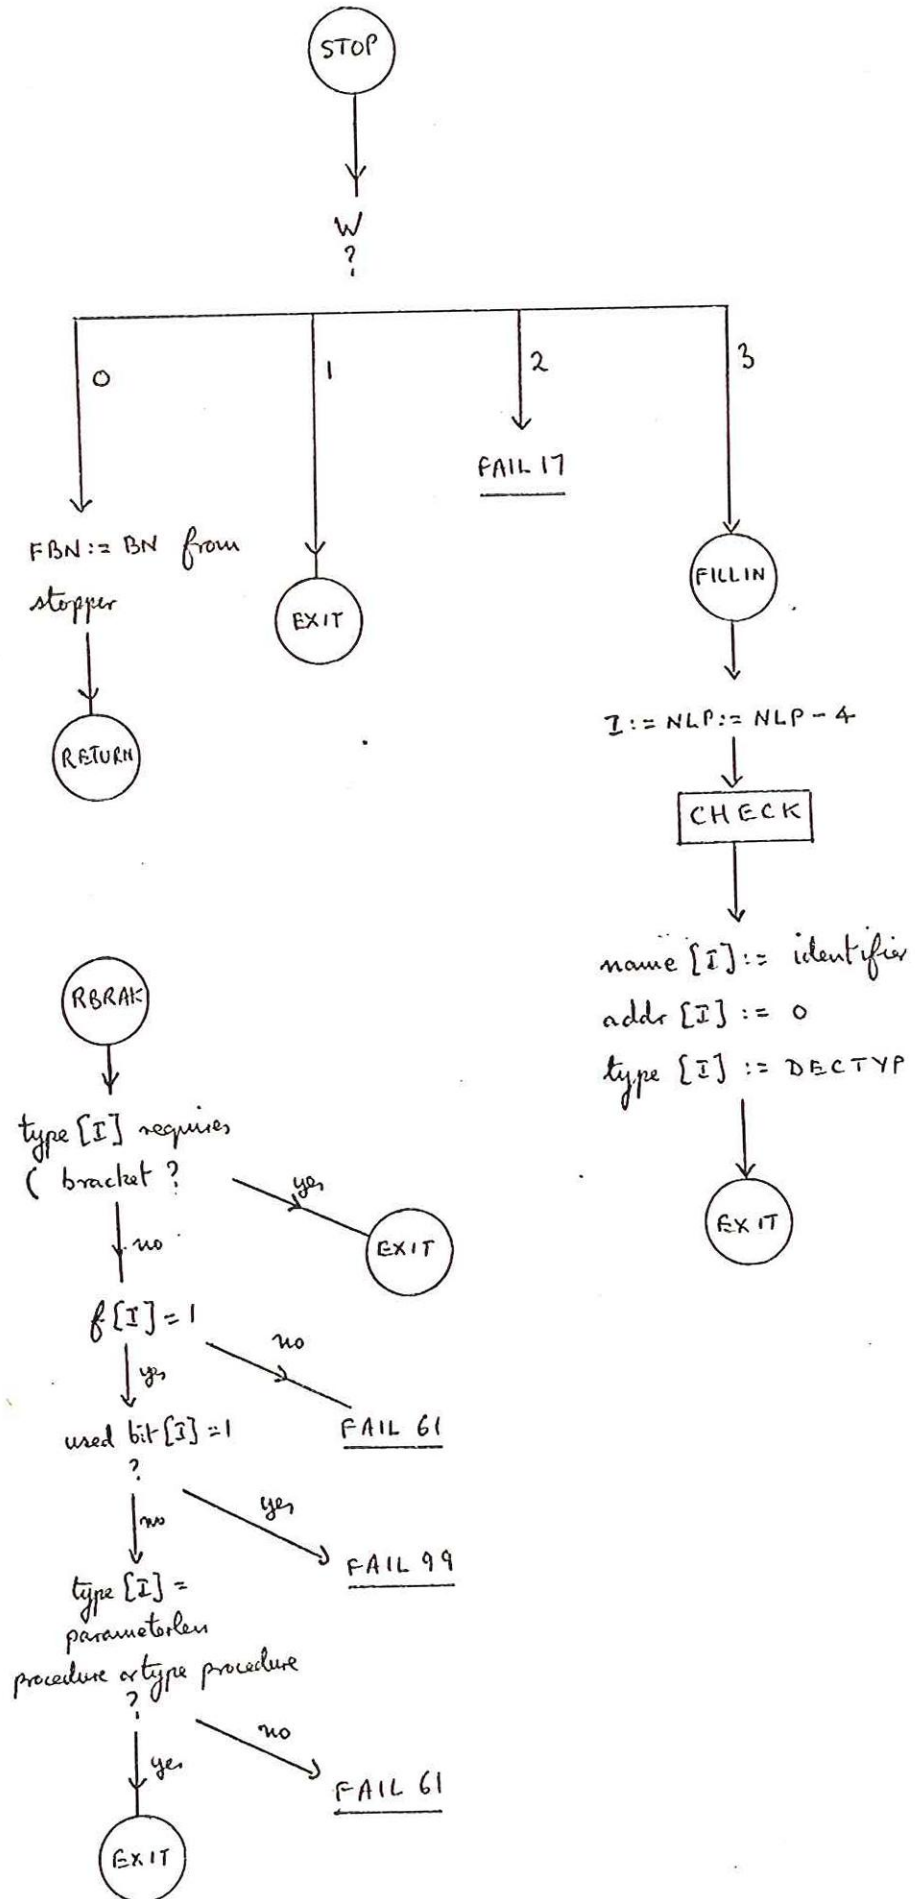 STOP
W
?
0
1
2
3
FAIL 17
FBN := BN from
stopper
EXIT
FILLIN
RETURN
I := NLP := NLP - 4
CHECK
name [I] := identifier
addr [I] := 0
type [I] := DECTYP
EXIT
RBRAK
type [I] requires
( bracket ?
yes
EXIT
no
f [I] = 1
no
yes
FAIL 61
used bit [I] = 1
?
yes
no
FAIL 99
type [I] =
parameterless
procedure or type procedure
?
no
yes
FAIL 61
EXIT